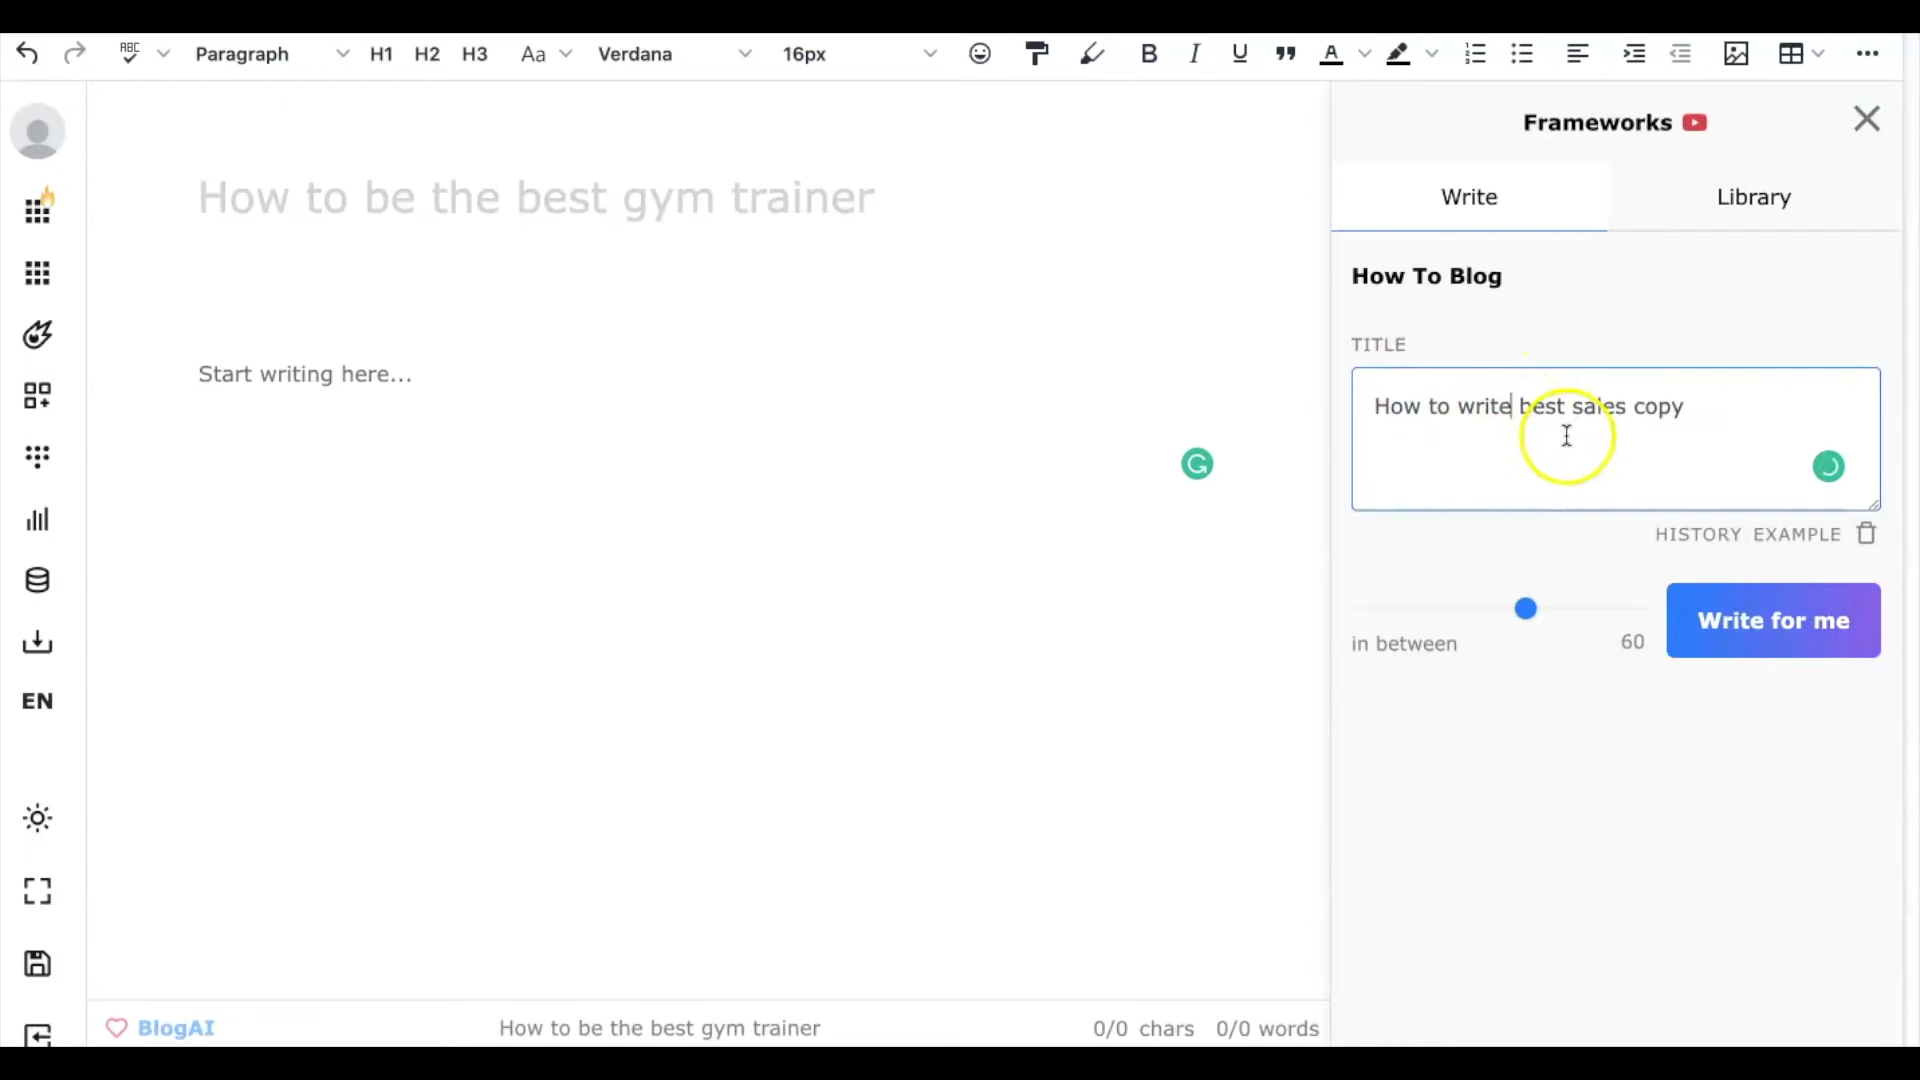 ABC Paragraph H1 H2 H3 Aa Verdana 16px B I U A
Frameworks
Write Library
How to be the best gym trainer
How To Blog
TITLE
Start writing here...
How to write best sales copy
HISTORY EXAMPLE
Write for me
in between 60
EN
BlogAI How to be the best gym trainer 0/0 chars 0/0 words